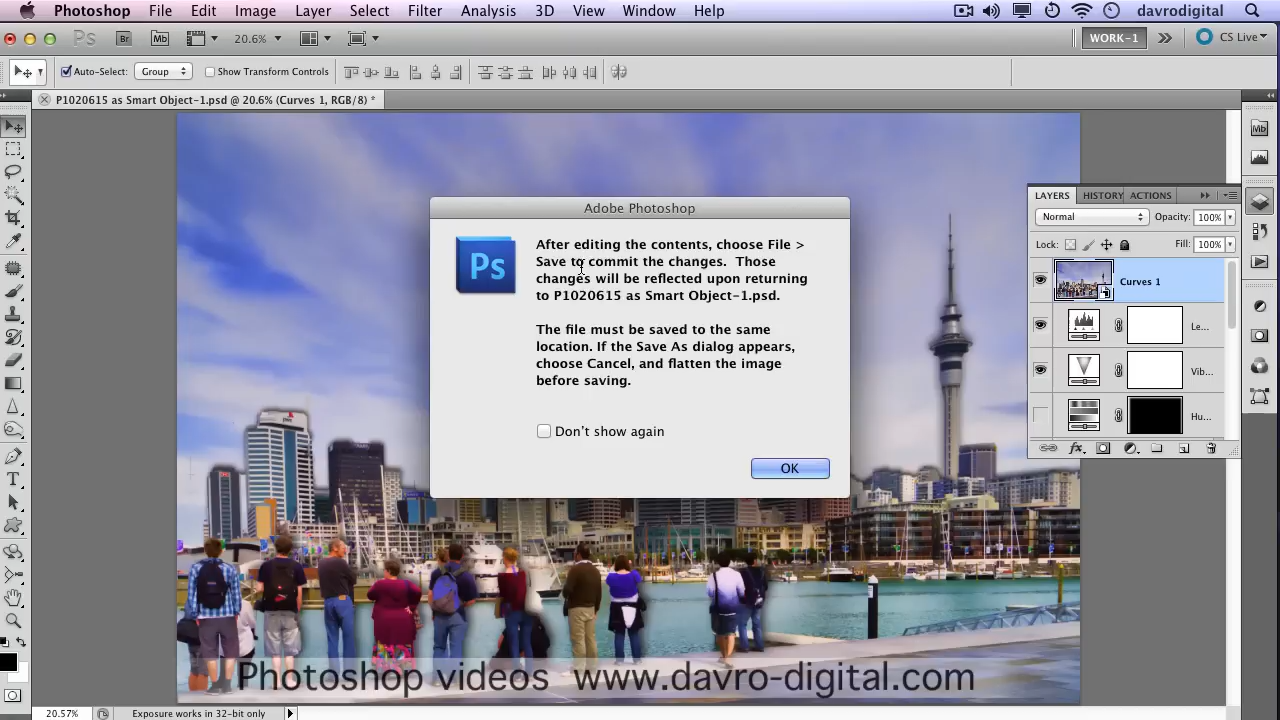 Photoshop File Edit Image Layer Select Filter Analysis 3D View Window Help davrodigital
Ps Br Mb 20.6% WORK-1 CS Live
Auto-Select: Group Show Transform Controls
P1020615 as Smart Object-1.psd @ 20.6% (Curves 1, RGB/8) *
Mb
LAYERS HISTORY ACTIONS
Normal Opacity: 100%
Lock: Fill: 100%
Curves 1
Le...
Vib...
Hu...
fx
Adobe Photoshop
Ps
After editing the contents, choose File >
Save to commit the changes. Those
changes will be reflected upon returning
to P1020615 as Smart Object-1.psd.
The file must be saved to the same
location. If the Save As dialog appears,
choose Cancel, and flatten the image
before saving.
Don't show again
OK
T
Photoshop videos www.davro-digital.com
20.57% Exposure works in 32-bit only